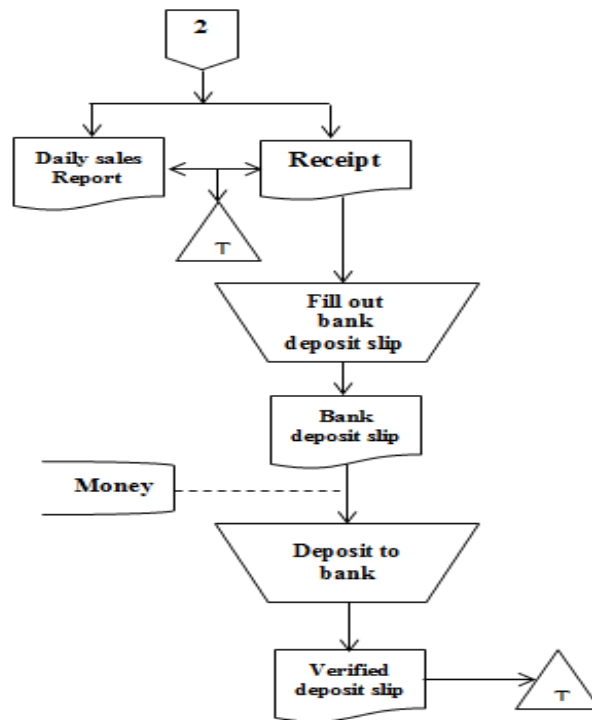 2
Daily sales
Report
Receipt
T
Fill out
bank
deposit slip
Bank
deposit slip
Money
Deposit to
bank
Verified
deposit slip
T